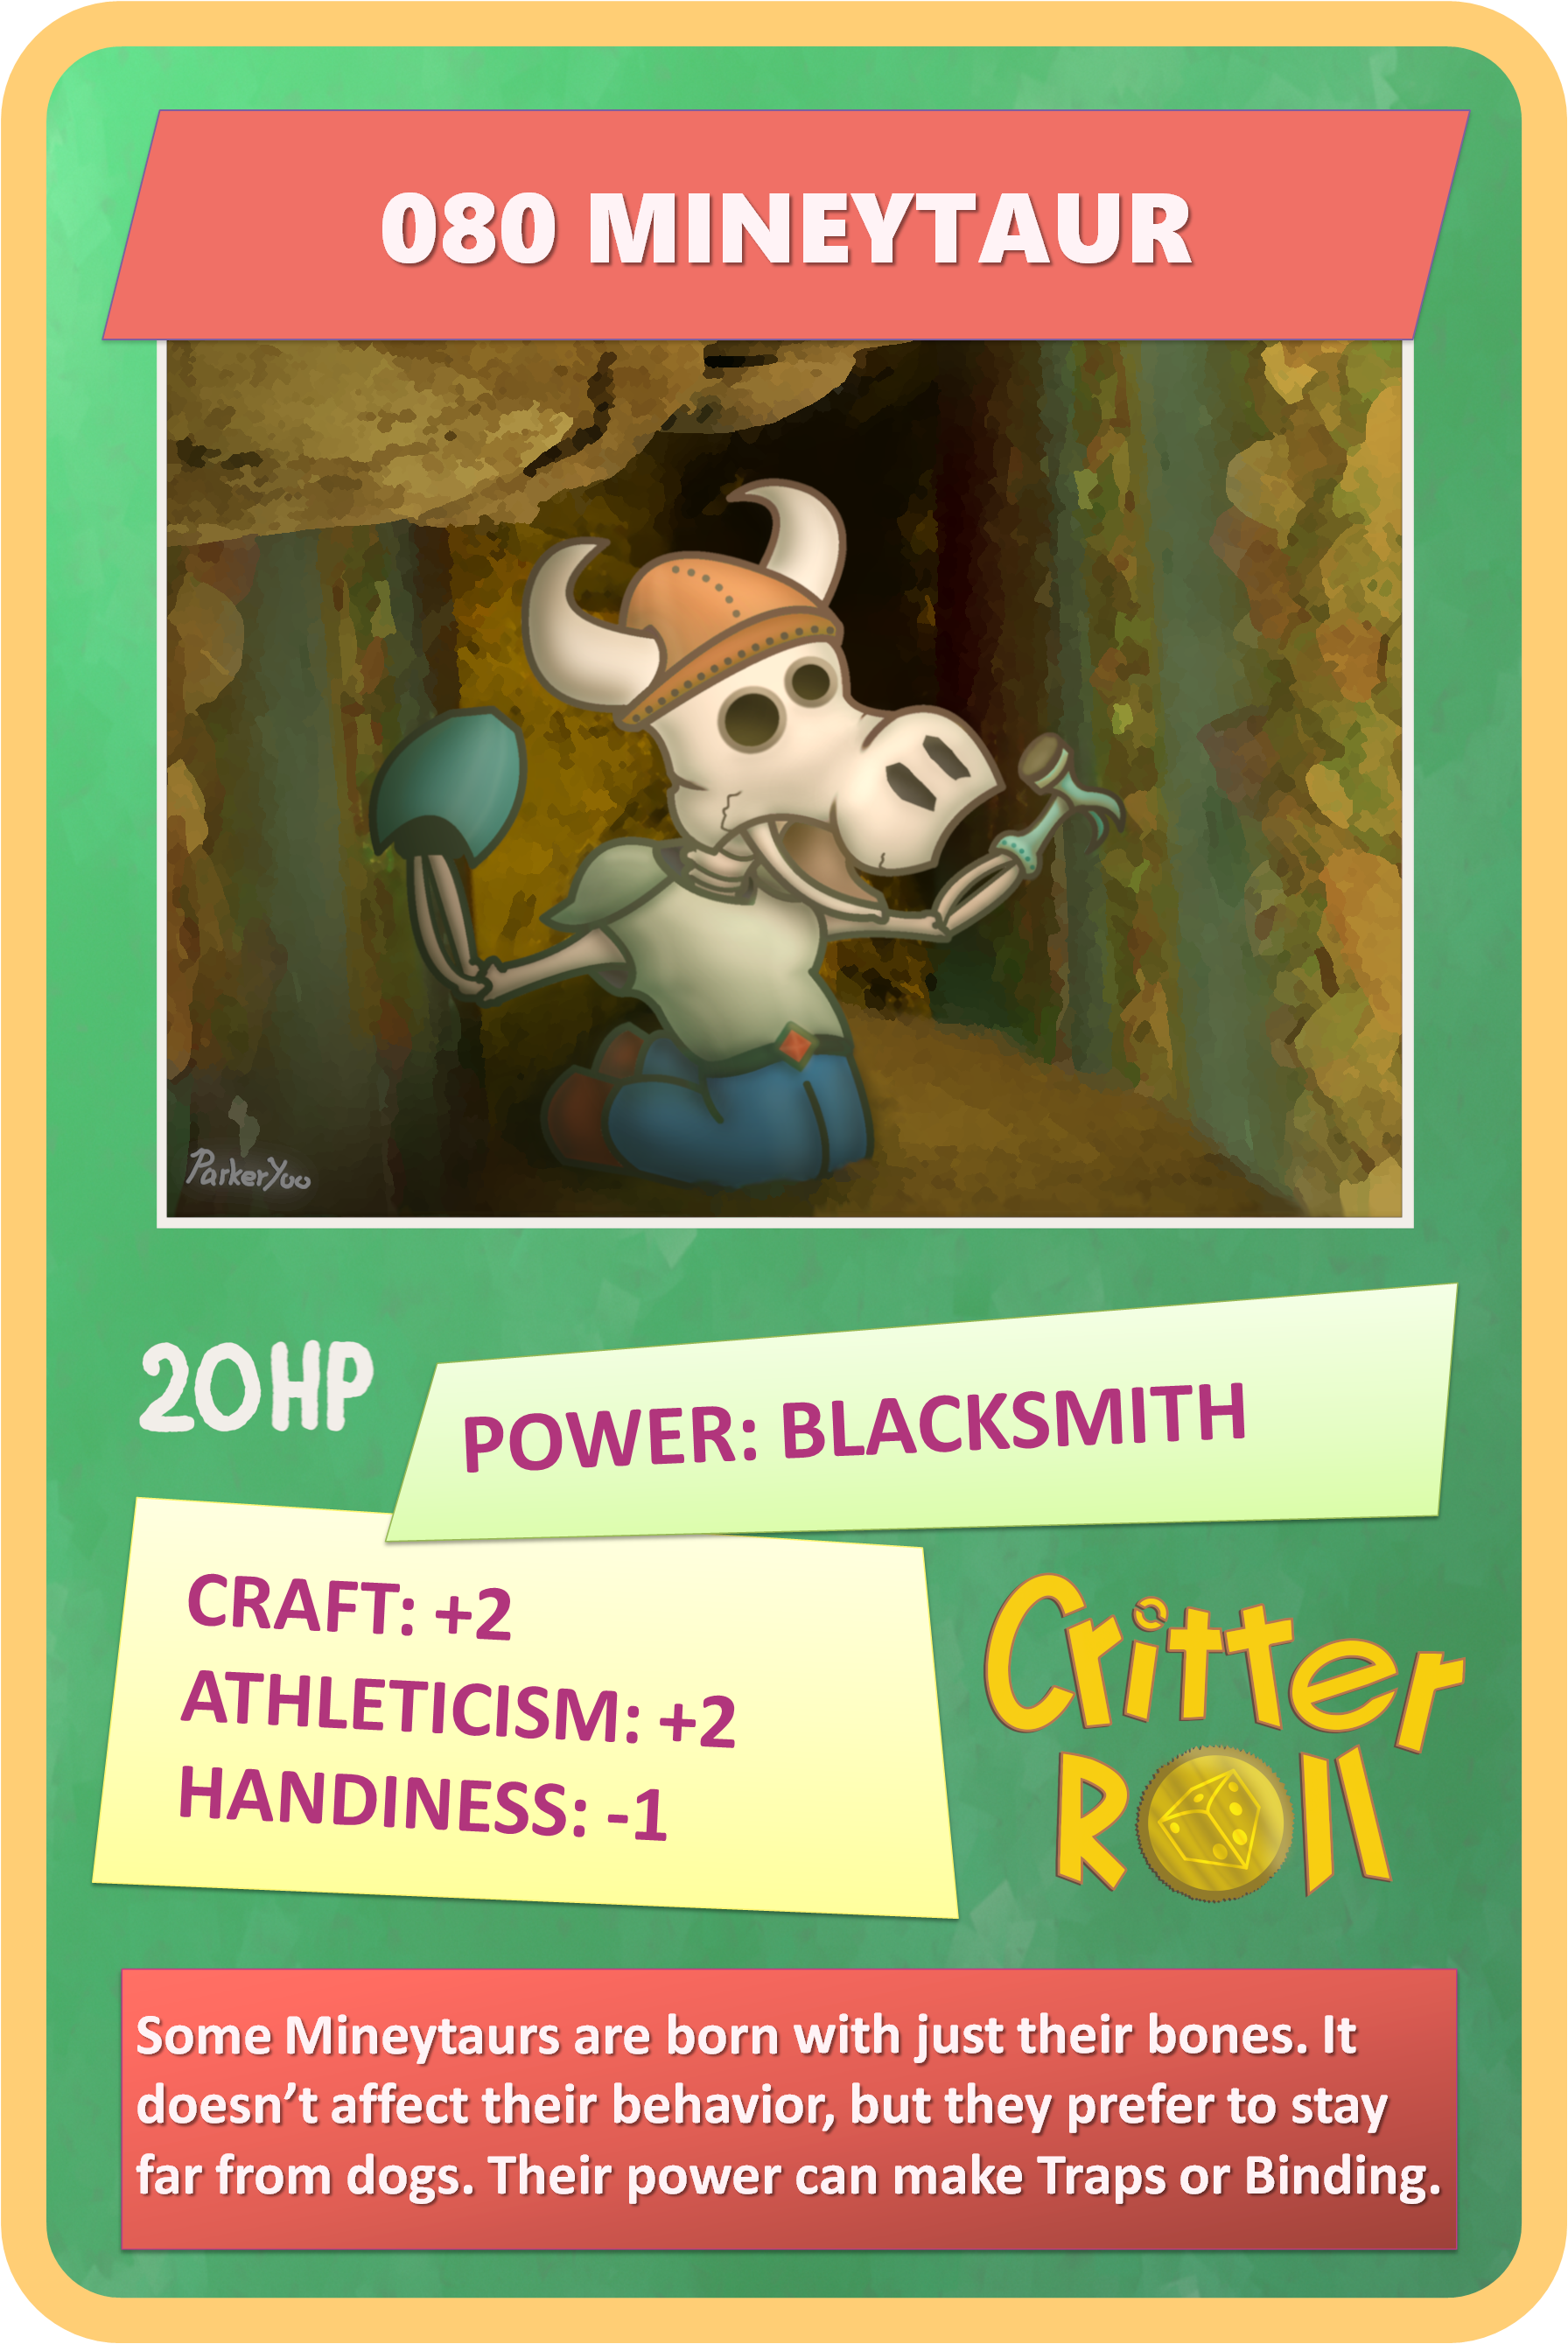 080 MINEYTAUR
ParkerYoo
20HP
POWER: BLACKSMITH
CRAFT: +2
ATHLETICISM: +2
HANDINESS: -1
Critter
Roll
Some Mineytaurs are born with just their bones. It
doesn’t affect their behavior, but they prefer to stay
far from dogs. Their power can make Traps or Binding.